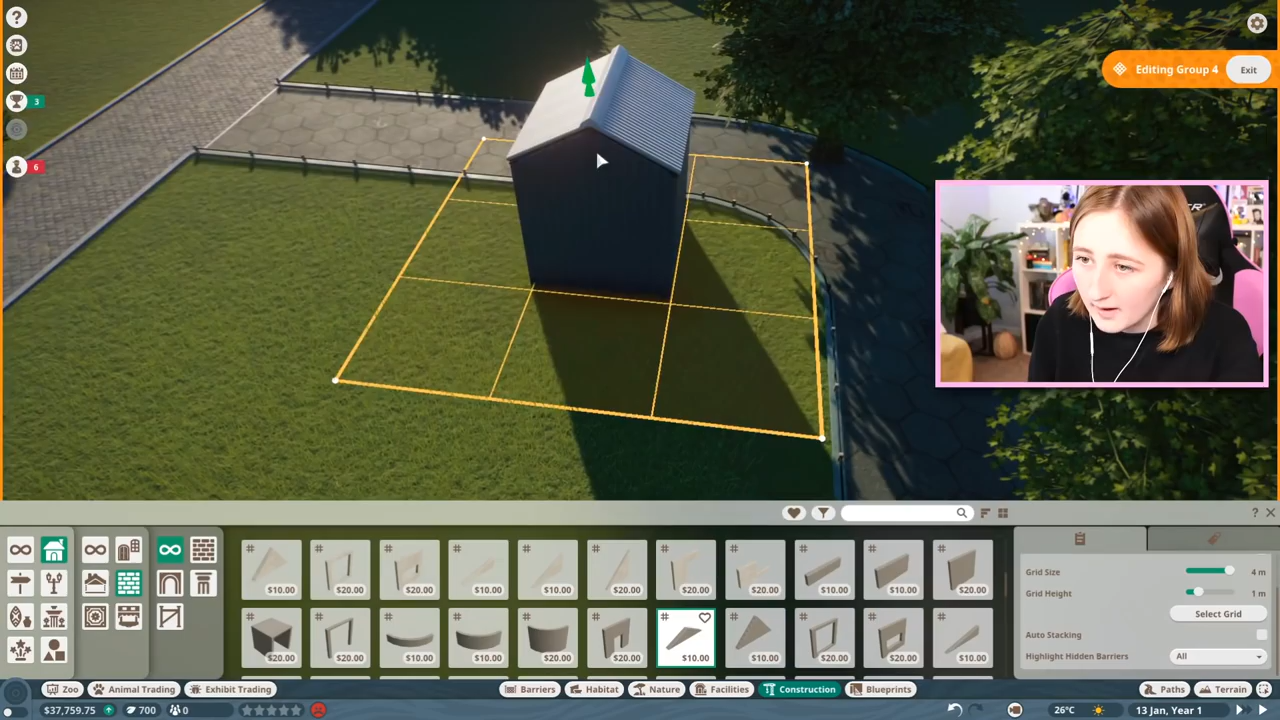 ?
Editing Group 4
Exit
3
6
? ×
$10.00
$20.00
$20.00
$10.00
$10.00
$20.00
$20.00
$20.00
$10.00
$10.00
$20.00
$20.00
$20.00
$10.00
$10.00
$20.00
$20.00
$10.00
$10.00
$20.00
$20.00
$10.00
Grid Size 4 m
Grid Height 1 m
Select Grid
Auto Stacking
Highlight Hidden Barriers All
Zoo
Animal Trading
Exhibit Trading
Barriers
Habitat
Nature
Facilities
Construction
Blueprints
Paths
Terrain
$37,759.75
700
0
26°C
13 Jan, Year 1